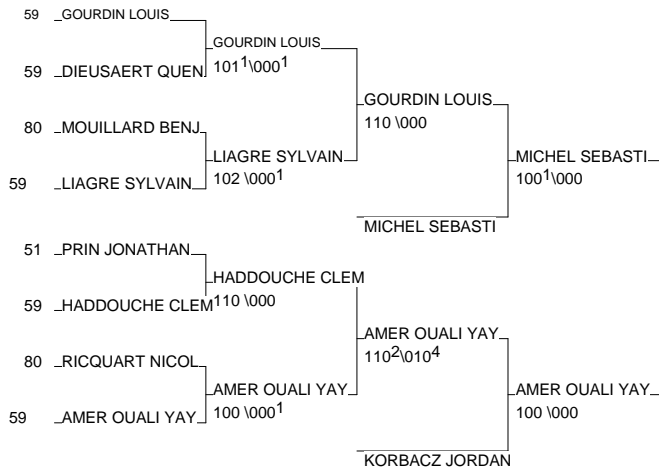 59 GOURDIN LOUIS
GOURDIN LOUIS
101¹\000¹
59 DIEUSAERT QUEN
GOURDIN LOUIS
110 \000
80 MOUILLARD BENJ
LIAGRE SYLVAIN
102 \000¹
MICHEL SEBASTI
100¹\000
59 LIAGRE SYLVAIN
MICHEL SEBASTI
51 PRIN JONATHAN
HADDOUCHE CLEM
110 \000
59 HADDOUCHE CLEM
AMER OUALI YAY
110²\010⁴
80 RICQUART NICOL
AMER OUALI YAY
100 \000¹
AMER OUALI YAY
100 \000
59 AMER OUALI YAY
KORBACZ JORDAN